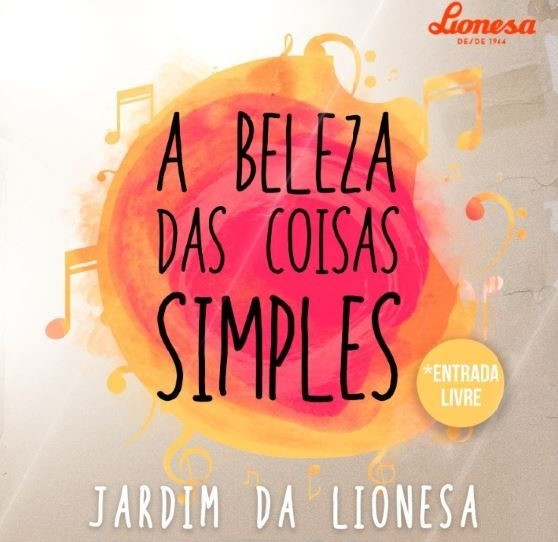 Lionesa
DESDE 1944
A BELEZA
DAS COISAS
SIMPLES
*ENTRADA
LIVRE
JARDIM DA LIONESA